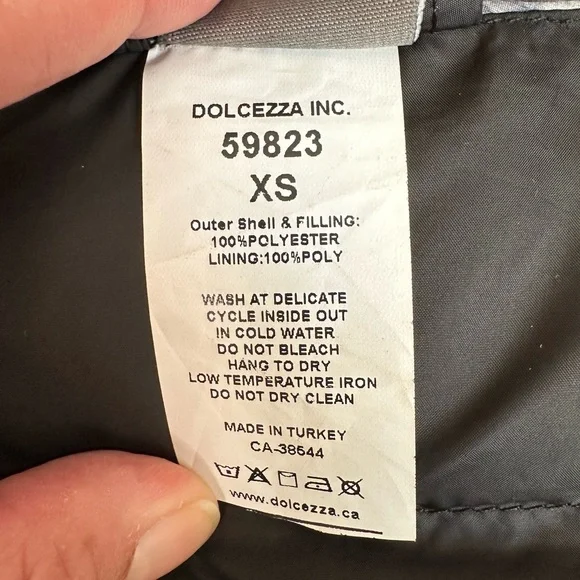 DOLCEZZA INC.
59823
XS
Outer Shell & FILLING:
100%POLYESTER
LINING:100%POLY
WASH AT DELICATE
CYCLE INSIDE OUT
IN COLD WATER
DO NOT BLEACH
HANG TO DRY
LOW TEMPERATURE IRON
DO NOT DRY CLEAN
MADE IN TURKEY
CA-38544
www.dolcezza.ca